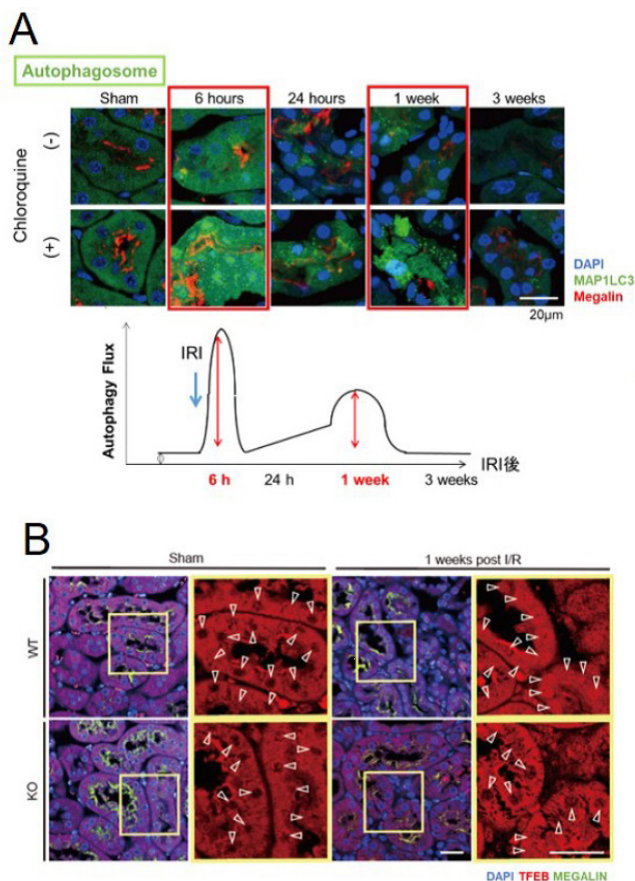 A
Autophagosome
Sham 6 hours 24 hours 1 week 3 weeks
Chloroquine
(-)
(+)
DAPI
MAP1LC3
Megalin
20μm
Autophagy Flux
IRI
IRI後
6 h 24 h 1 week 3 weeks
B
Sham 1 weeks post I/R
WT
KO
DAPI TFEB MEGALIN